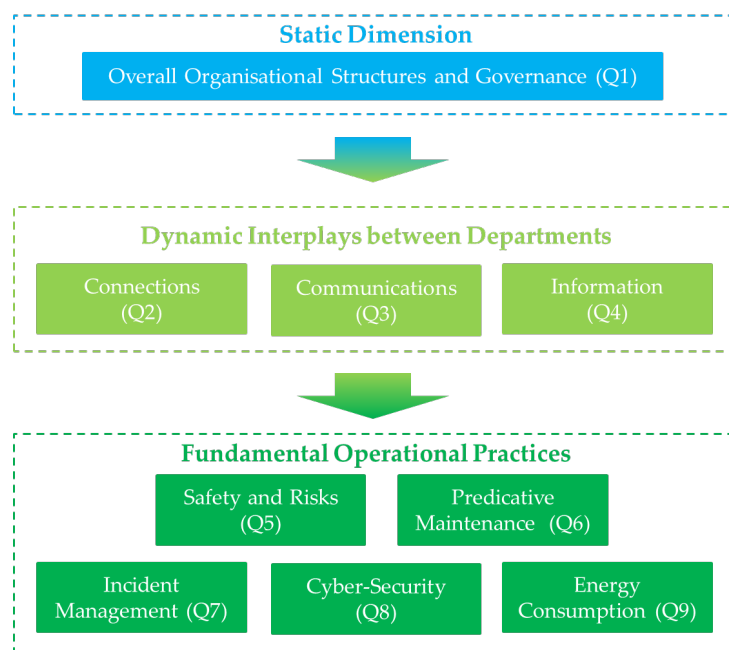 Static Dimension
Overall Organisational Structures and Governance (Q1)
Dynamic Interplays between Departments
Connections
(Q2)
Communications
(Q3)
Information
(Q4)
Fundamental Operational Practices
Safety and Risks
(Q5)
Predicative
Maintenance (Q6)
Incident
Management (Q7)
Cyber-Security
(Q8)
Energy
Consumption (Q9)